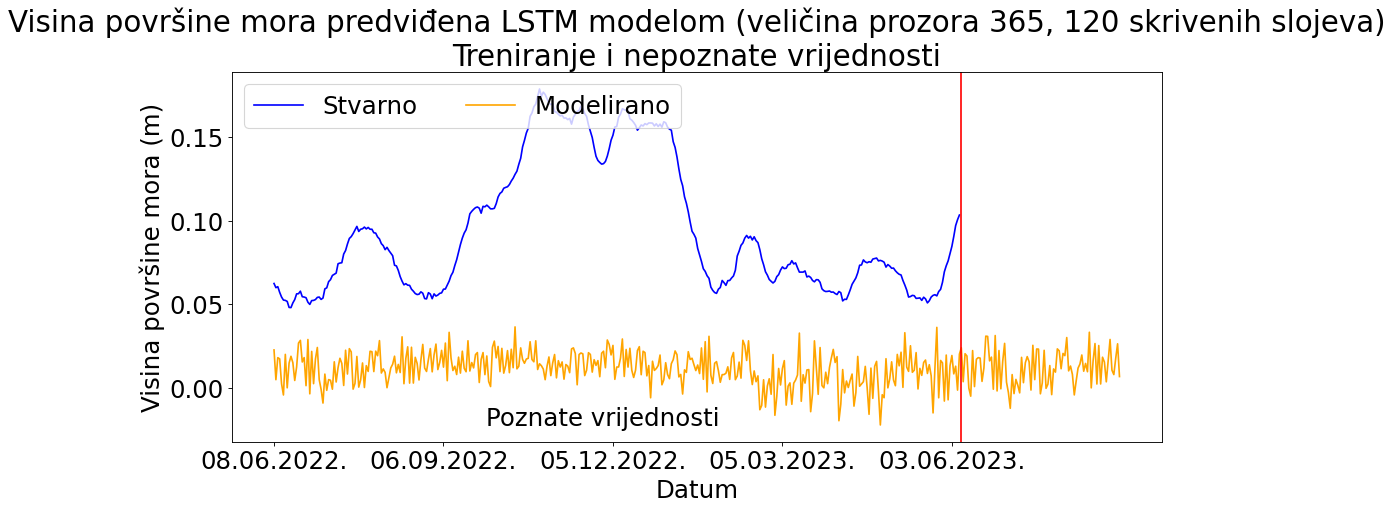 Visina površine mora predviđena LSTM modelom (veličina prozora 365, 120 skrivenih slojeva)
Treniranje i nepoznate vrijednosti
Stvarno Modelirano
Visina površine mora (m)
0.15
0.10
0.05
0.00
Poznate vrijednosti
08.06.2022. 06.09.2022. 05.12.2022. 05.03.2023. 03.06.2023.
Datum